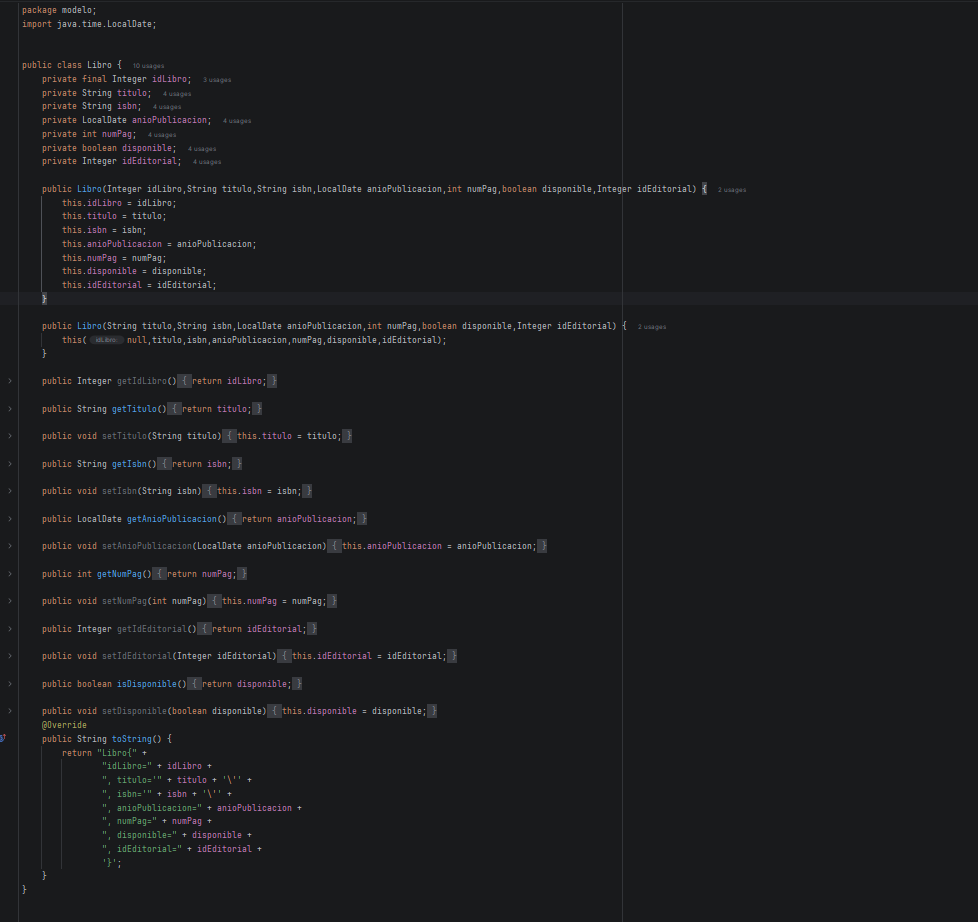 package modelo;
import java.time.LocalDate;
public class Libro { 10 usages
private final Integer idLibro; 3 usages
private String titulo; 4 usages
private String isbn; 4 usages
private LocalDate anioPublicacion; 4 usages
private int numPag; 4 usages
private boolean disponible; 4 usages
private Integer idEditorial; 4 usages
public Libro(Integer idLibro,String titulo,String isbn,LocalDate anioPublicacion,int numPag,boolean disponible,Integer idEditorial) { 2 usages
this.idLibro = idLibro;
this.titulo = titulo;
this.isbn = isbn;
this.anioPublicacion = anioPublicacion;
this.numPag = numPag;
this.disponible = disponible;
this.idEditorial = idEditorial;
}
public Libro(String titulo,String isbn,LocalDate anioPublicacion,int numPag,boolean disponible,Integer idEditorial) { 2 usages
this( idLibro: null,titulo,isbn,anioPublicacion,numPag,disponible,idEditorial);
}
public Integer getIdLibro() { return idLibro; }
public String getTitulo() { return titulo; }
public void setTitulo(String titulo) { this.titulo = titulo; }
public String getIsbn() { return isbn; }
public void setIsbn(String isbn) { this.isbn = isbn; }
public LocalDate getAnioPublicacion() { return anioPublicacion; }
public void setAnioPublicacion(LocalDate anioPublicacion) { this.anioPublicacion = anioPublicacion; }
public int getNumPag() { return numPag; }
public void setNumPag(int numPag) { this.numPag = numPag; }
public Integer getIdEditorial() { return idEditorial; }
public void setIdEditorial(Integer idEditorial) { this.idEditorial = idEditorial; }
public boolean isDisponible() { return disponible; }
public void setDisponible(boolean disponible) { this.disponible = disponible; }
@Override
public String toString() {
return "Libro{" +
"idLibro=" + idLibro +
", titulo='" + titulo + '\'' +
", isbn='" + isbn + '\'' +
", anioPublicacion=" + anioPublicacion +
", numPag=" + numPag +
", disponible=" + disponible +
", idEditorial=" + idEditorial +
'}';
}
}